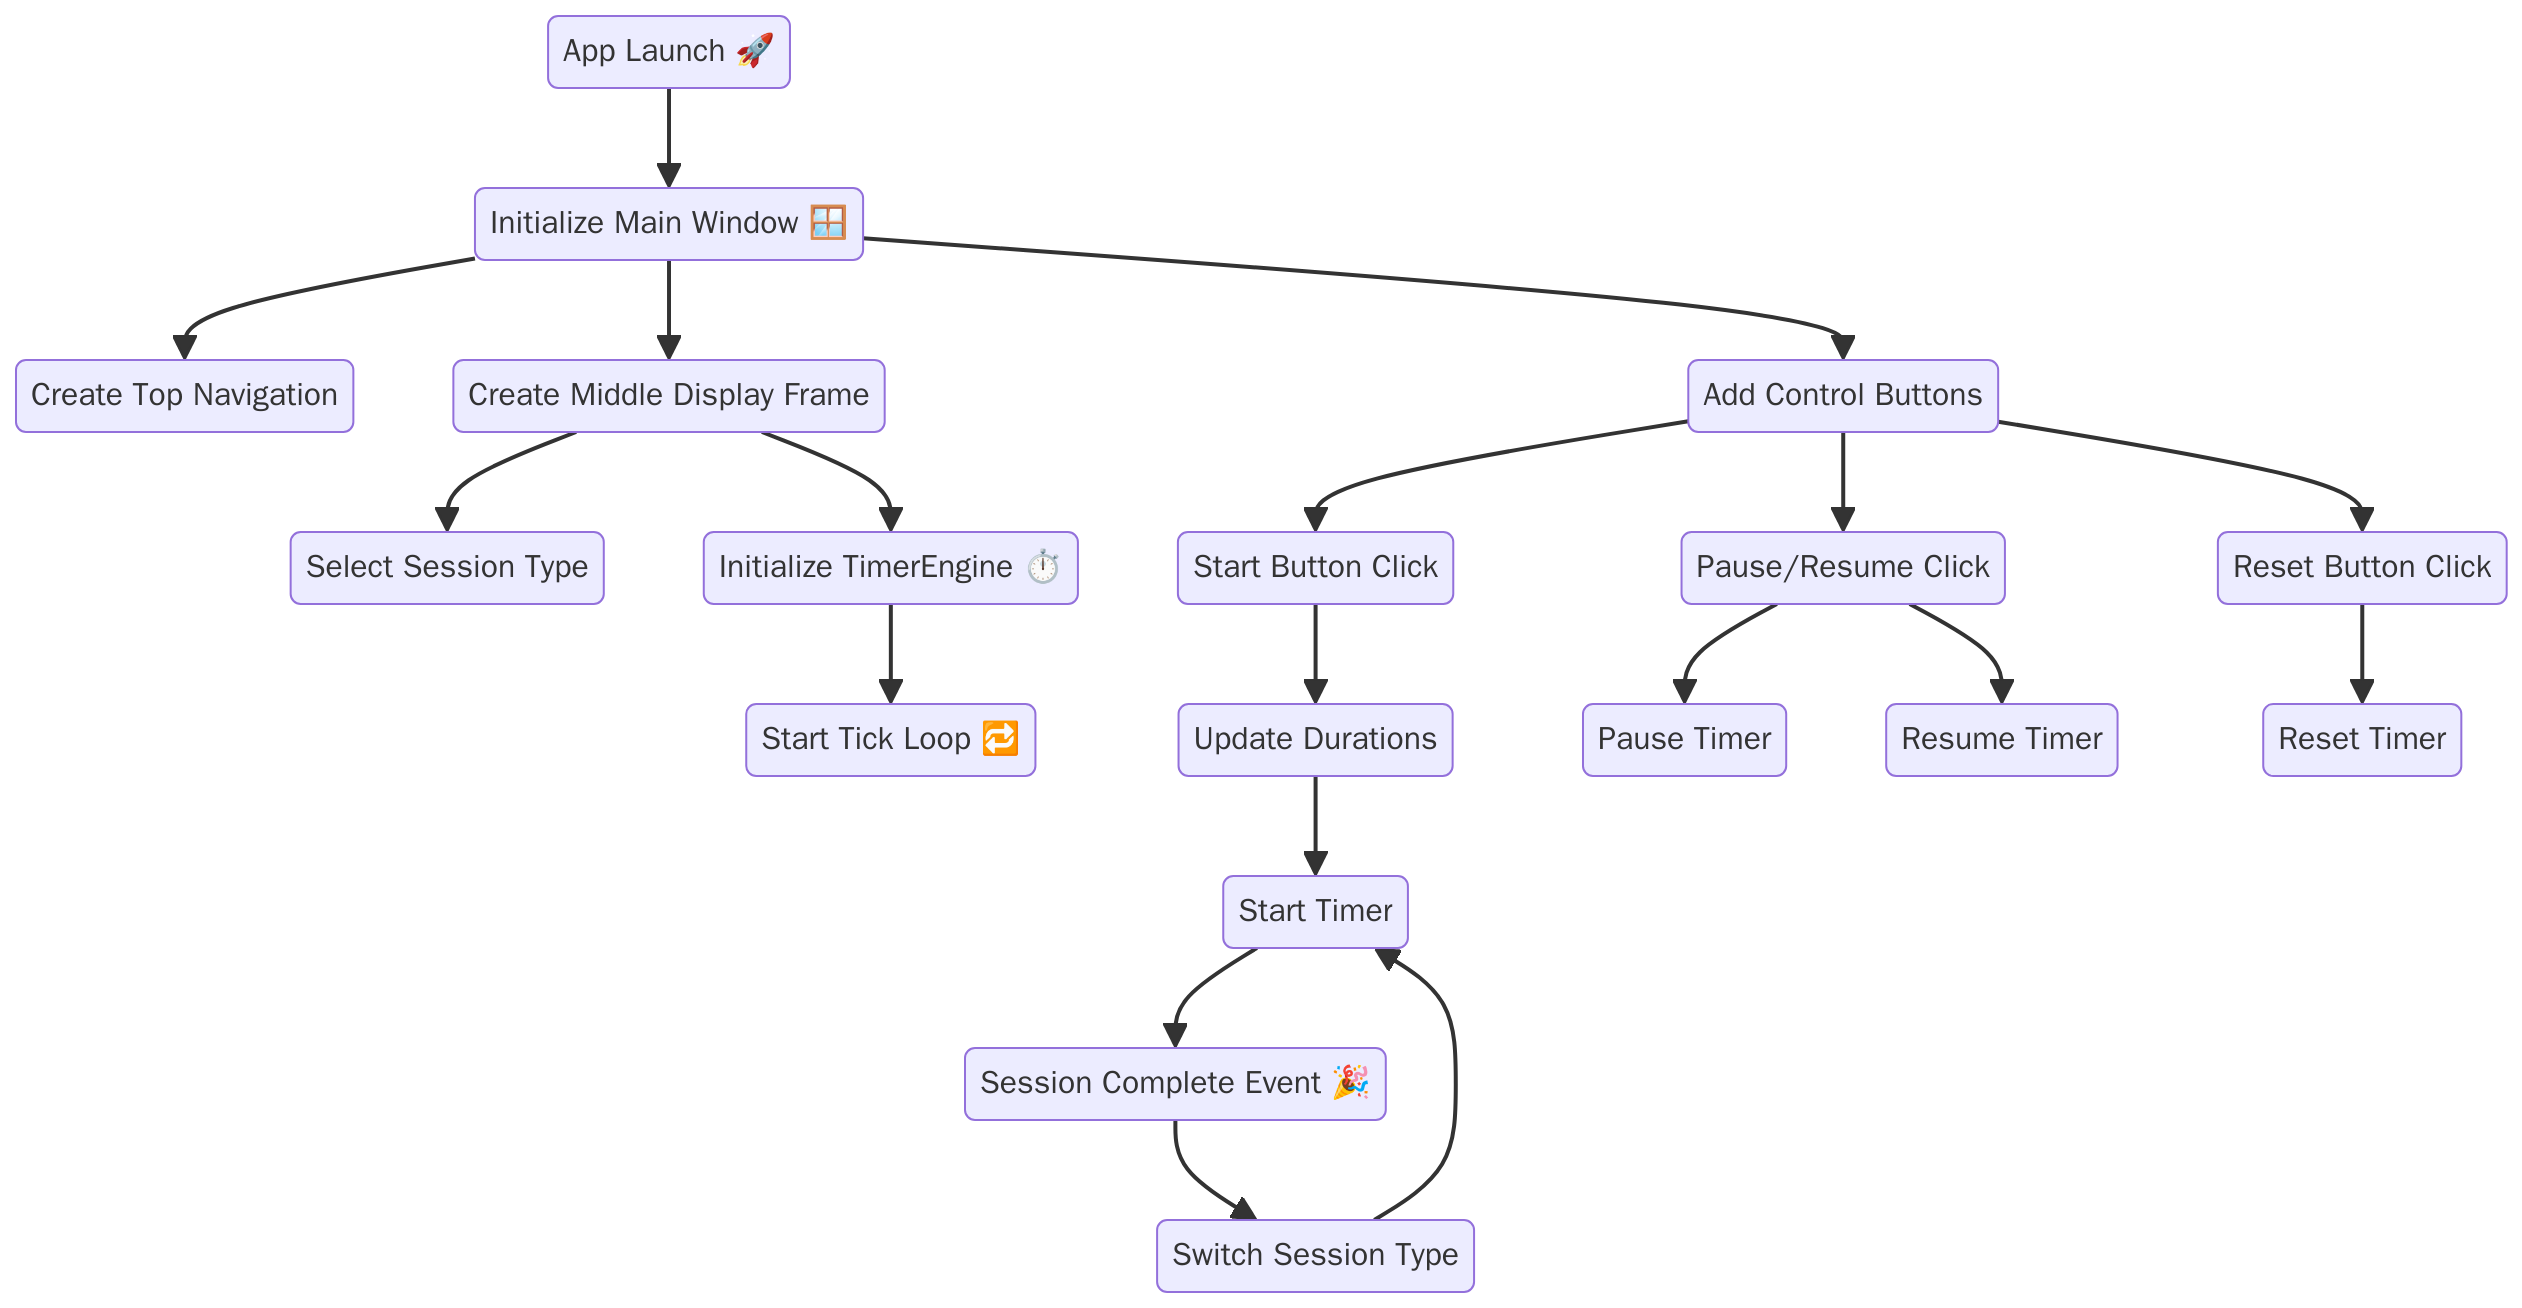 App Launch 🚀
Initialize Main Window 🪟
Create Top Navigation
Create Middle Display Frame
Add Control Buttons
Select Session Type
Initialize TimerEngine ⏱️
Start Button Click
Pause/Resume Click
Reset Button Click
Start Tick Loop 🔁
Update Durations
Pause Timer
Resume Timer
Reset Timer
Start Timer
Session Complete Event 🎉
Switch Session Type